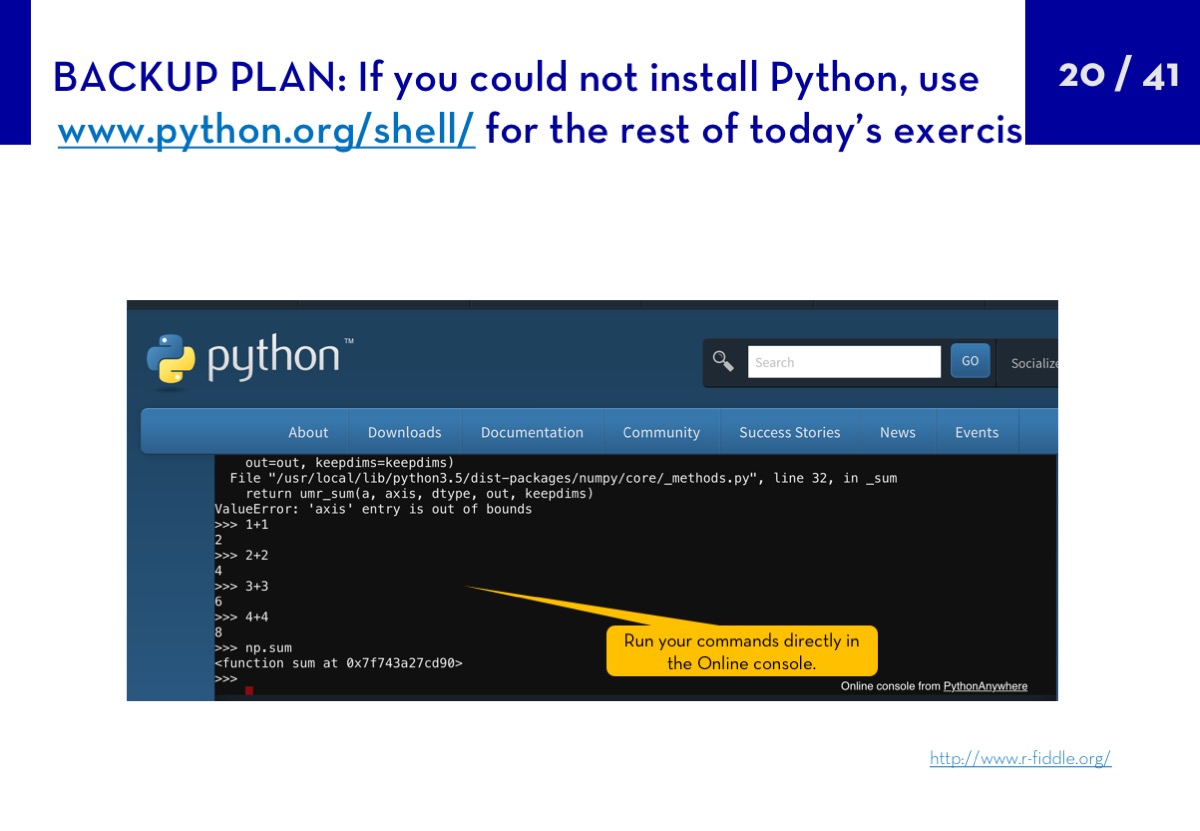 BACKUP PLAN: If you could not install Python, use
www.python.org/shell/ for the rest of today’s exercis
20 / 41
python™
Search
GO
Socialize
About Downloads Documentation Community Success Stories News Events
out=out, keepdims=keepdims)
File "/usr/local/lib/python3.5/dist-packages/numpy/core/_methods.py", line 32, in _sum
return umr_sum(a, axis, dtype, out, keepdims)
ValueError: 'axis' entry is out of bounds
>>> 1+1
2
>>> 2+2
4
>>> 3+3
6
>>> 4+4
8
>>> np.sum
<function sum at 0x7f743a27cd90>
>>>
Run your commands directly in
the Online console.
Online console from PythonAnywhere
http://www.r-fiddle.org/